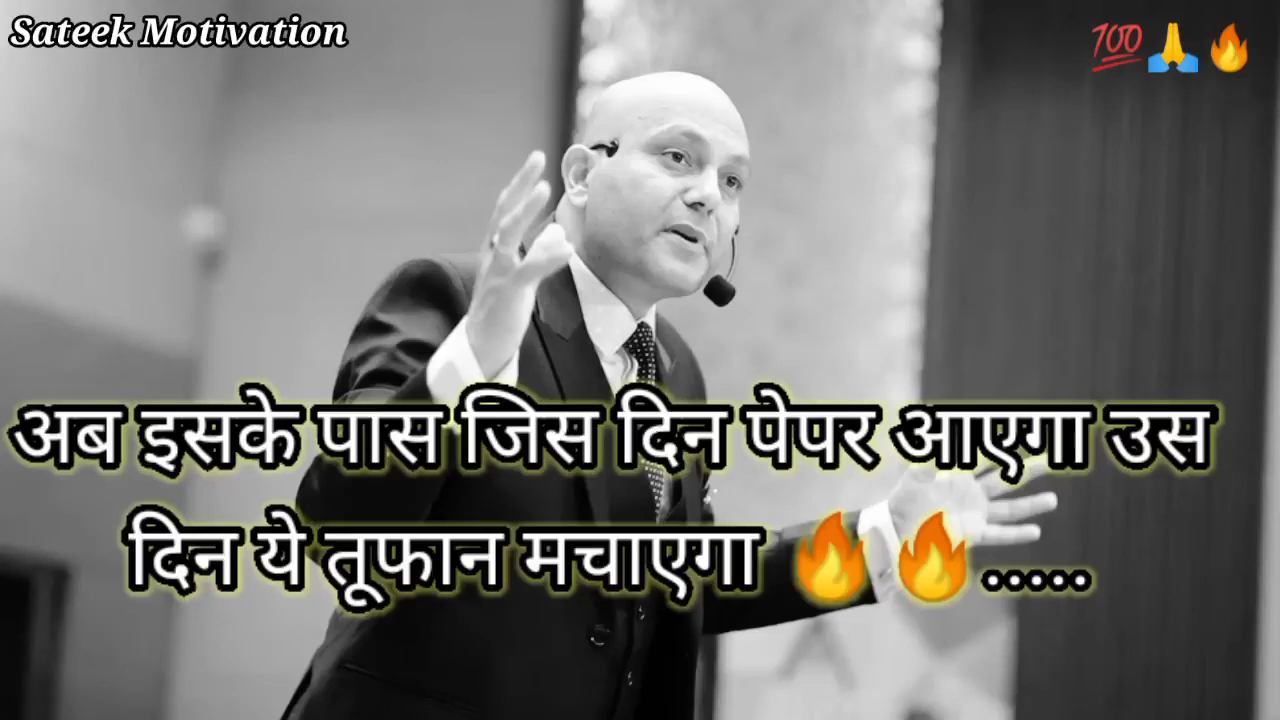 Sateek Motivation
💯🙏🔥
अब इसके पास जिस दिन पेपर आएगा उस
दिन ये तूफान मचाएगा 🔥🔥.....